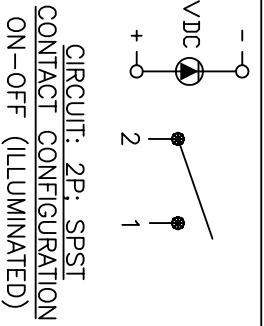 VDC
+ -
2 1
CIRCUIT: 2P; SPST
CONTACT CONFIGURATION
ON-OFF (ILLUMINATED)